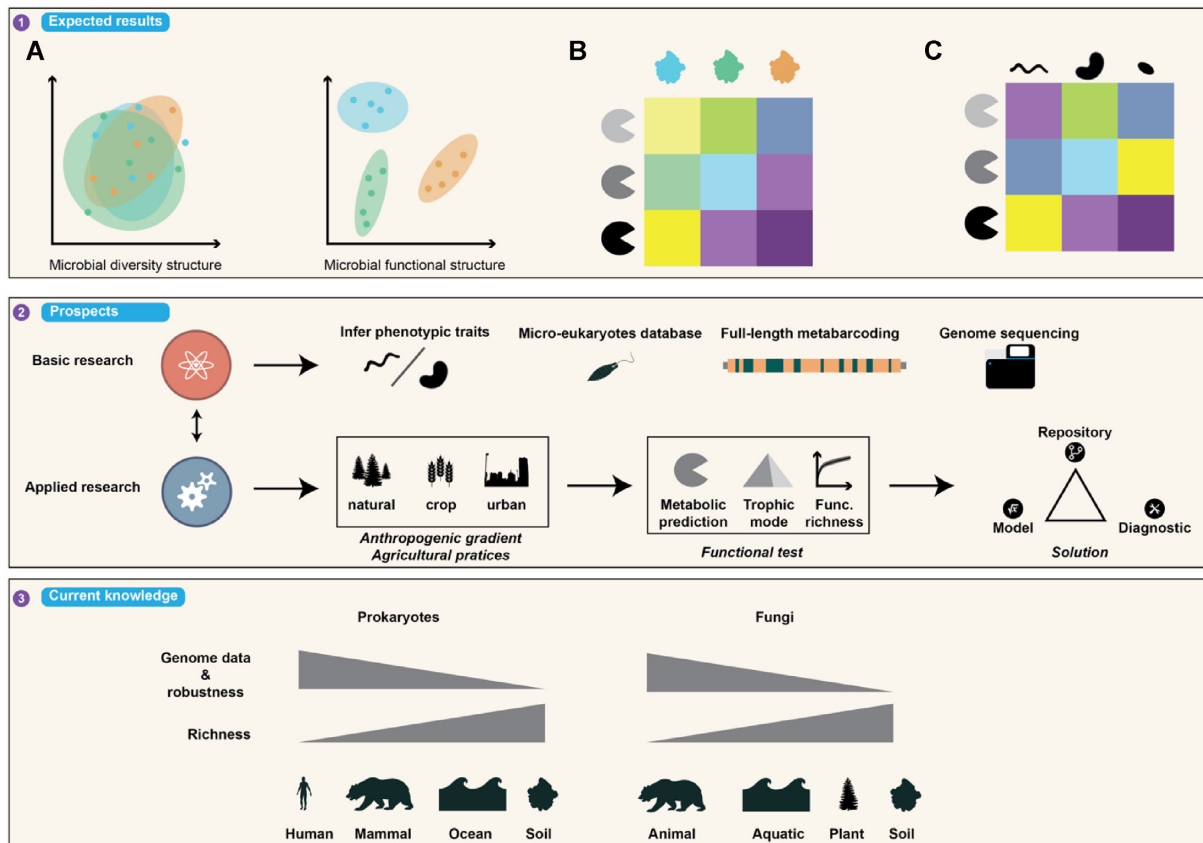 1 Expected results
A
B
C
Microbial diversity structure
Microbial functional structure
2 Prospects
Basic research
Infer phenotypic traits
Micro-eukaryotes database
Full-length metabarcoding
Genome sequencing
Applied research
natural
crop
urban
Anthropogenic gradient
Agricultural pratices
Metabolic
prediction
Trophic
mode
Func.
richness
Functional test
Repository
√x
Model
Diagnostic
Solution
3 Current knowledge
Prokaryotes
Fungi
Genome data
&
robustness
Richness
Human
Mammal
Ocean
Soil
Animal
Aquatic
Plant
Soil